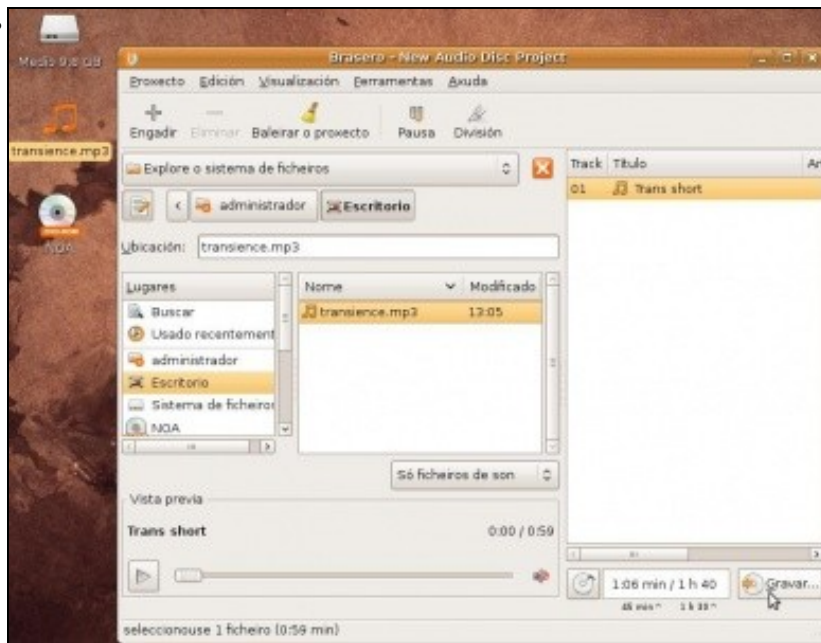 Medio 9,8 GB
transience.mp3
NOA
Brasero - New Audio Disc Project
Proxecto Edición Visualización Ferramentas Axuda
Engadir Eliminar Baleirar o proxecto Pausa División
Explore o sistema de ficheiros
administrador Escritorio
Ubicación: transience.mp3
Lugares
Buscar
Usado recentement
administrador
Escritorio
Sistema de ficheiros
NOA
Nome Modificado
transience.mp3 13:05
Só ficheiros de son
Vista previa
Trans short 0:00 / 0:59
seleccionouse 1 ficheiro (0:59 min)
Track Título Ar
01 Trans short
1:06 min / 1 h 40
Gravar...